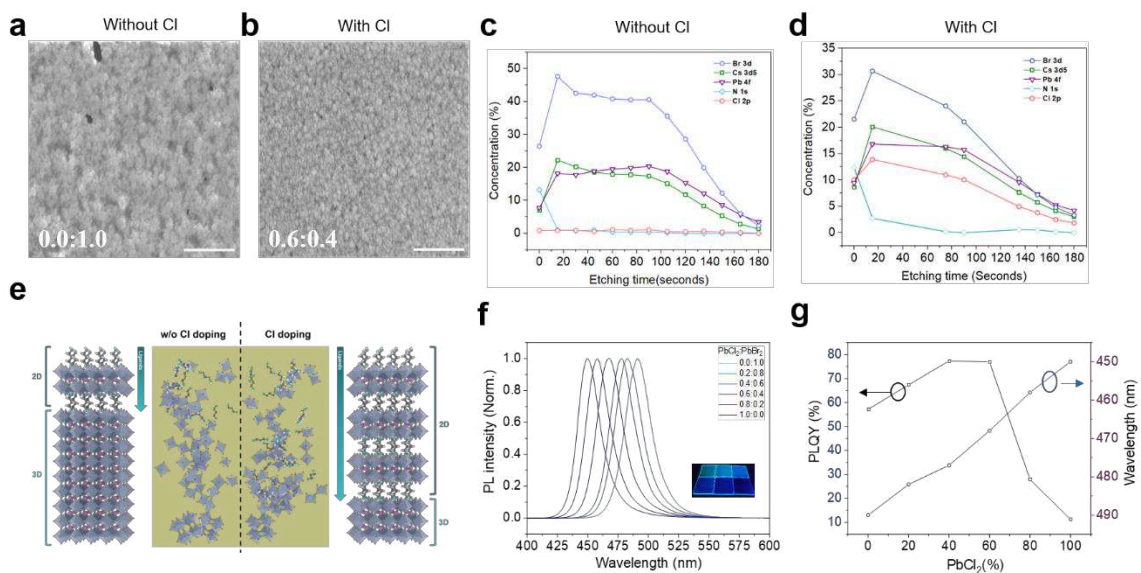 a
Without Cl
0.0:1.0
b
With Cl
0.6:0.4
c
Without Cl
Br 3d
Cs 3d5
Pb 4f
N 1s
Cl 2p
50
40
30
20
10
0
Concentration (%)
0 20 40 60 80 100 120 140 160 180
Etching time(seconds)
d
With Cl
Br 3d
Cs 3d5
Pb 4f
N 1s
Cl 2p
35
30
25
20
15
10
5
0
Concentration (%)
0 20 40 60 80 100 120 140 160 180
Etching time (Seconds)
e
w/o Cl doping
Cl doping
Ligands
Ligands
2D
3D
2D
3D
f
PbCl2:PbBr2
0.0:1.0
0.2:0.8
0.4:0.6
0.6:0.4
0.8:0.2
1.0:0.0
1.0
0.8
0.6
0.4
0.2
0.0
PL intensity (Norm.)
400 425 450 475 500 525 550 575 600
Wavelength (nm)
g
90
80
70
60
50
40
30
20
10
PLQY (%)
450
460
470
480
490
Wavelength (nm)
0 20 40 60 80 100
PbCl2(%)